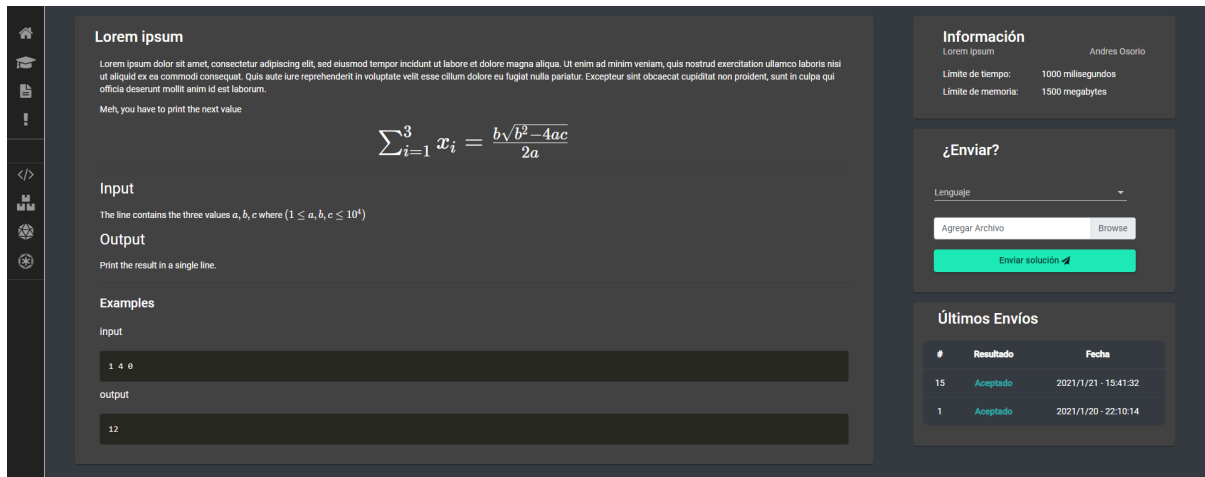 Lorem ipsum
Lorem ipsum dolor sit amet, consectetur adipiscing elit, sed eiusmod tempor incidunt ut labore et dolore magna aliqua. Ut enim ad minim veniam, quis nostrud exercitation ullamco laboris nisi
ut aliquid ex ea commodi consequat. Quis aute iure reprehenderit in voluptate velit esse cillum dolore eu fugiat nulla pariatur. Excepteur sint obcaecat cupiditat non proident, sunt in culpa qui
officia deserunt mollit anim id est laborum.
Meh, you have to print the next value
∑_{i=1}^{3} x_i = \frac{b\sqrt{b^2-4ac}}{2a}
Input
The line contains the three values a, b, c where (1 ≤ a, b, c ≤ 10^4)
Output
Print the result in a single line.
Examples
input
1 4 0
output
12
Información
Lorem ipsum Andres Osorio
Límite de tiempo: 1000 milisegundos
Límite de memoria: 1500 megabytes
¿Enviar?
Lenguaje
Agregar Archivo Browse
Enviar solución
Últimos Envíos
# Resultado Fecha
15 Aceptado 2021/1/21 - 15:41:32
1 Aceptado 2021/1/20 - 22:10:14